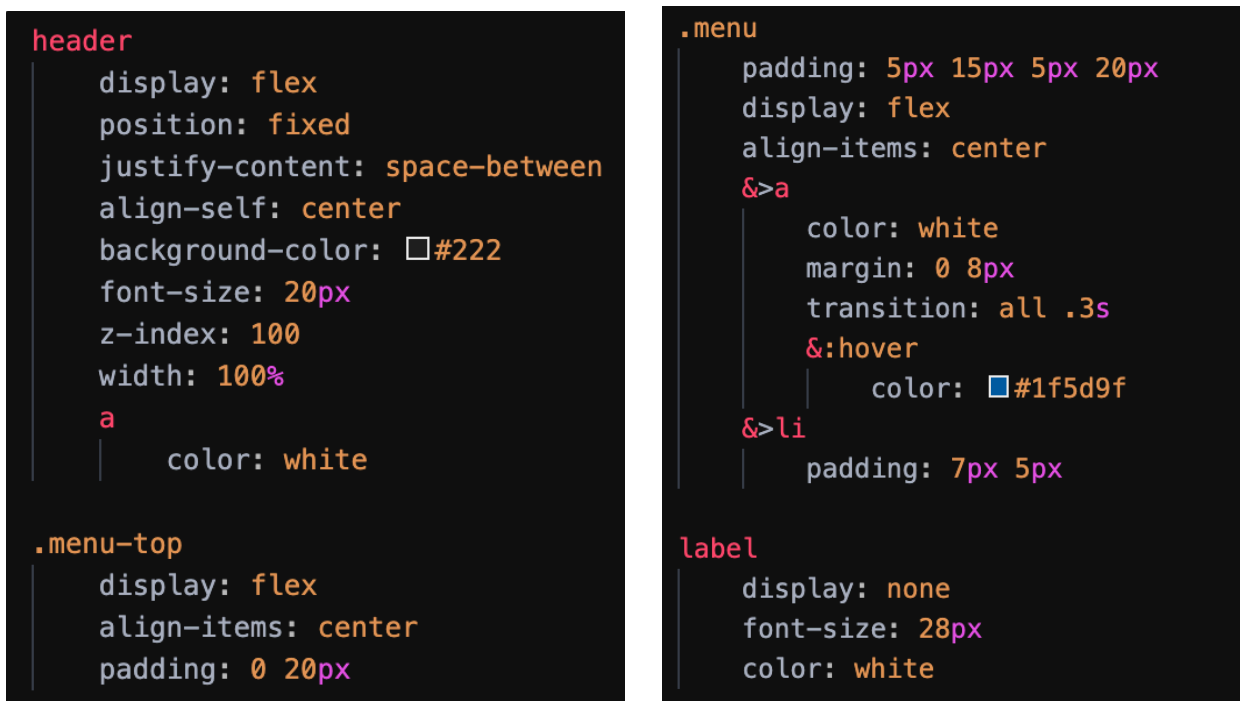 header
    display: flex
    position: fixed
    justify-content: space-between
    align-self: center
    background-color: #222
    font-size: 20px
    z-index: 100
    width: 100%
    a
        color: white

.menu-top
    display: flex
    align-items: center
    padding: 0 20px

.menu
    padding: 5px 15px 5px 20px
    display: flex
    align-items: center
    &>a
        color: white
        margin: 0 8px
        transition: all .3s
        &:hover
            color: #1f5d9f
    &>li
        padding: 7px 5px

label
    display: none
    font-size: 28px
    color: white